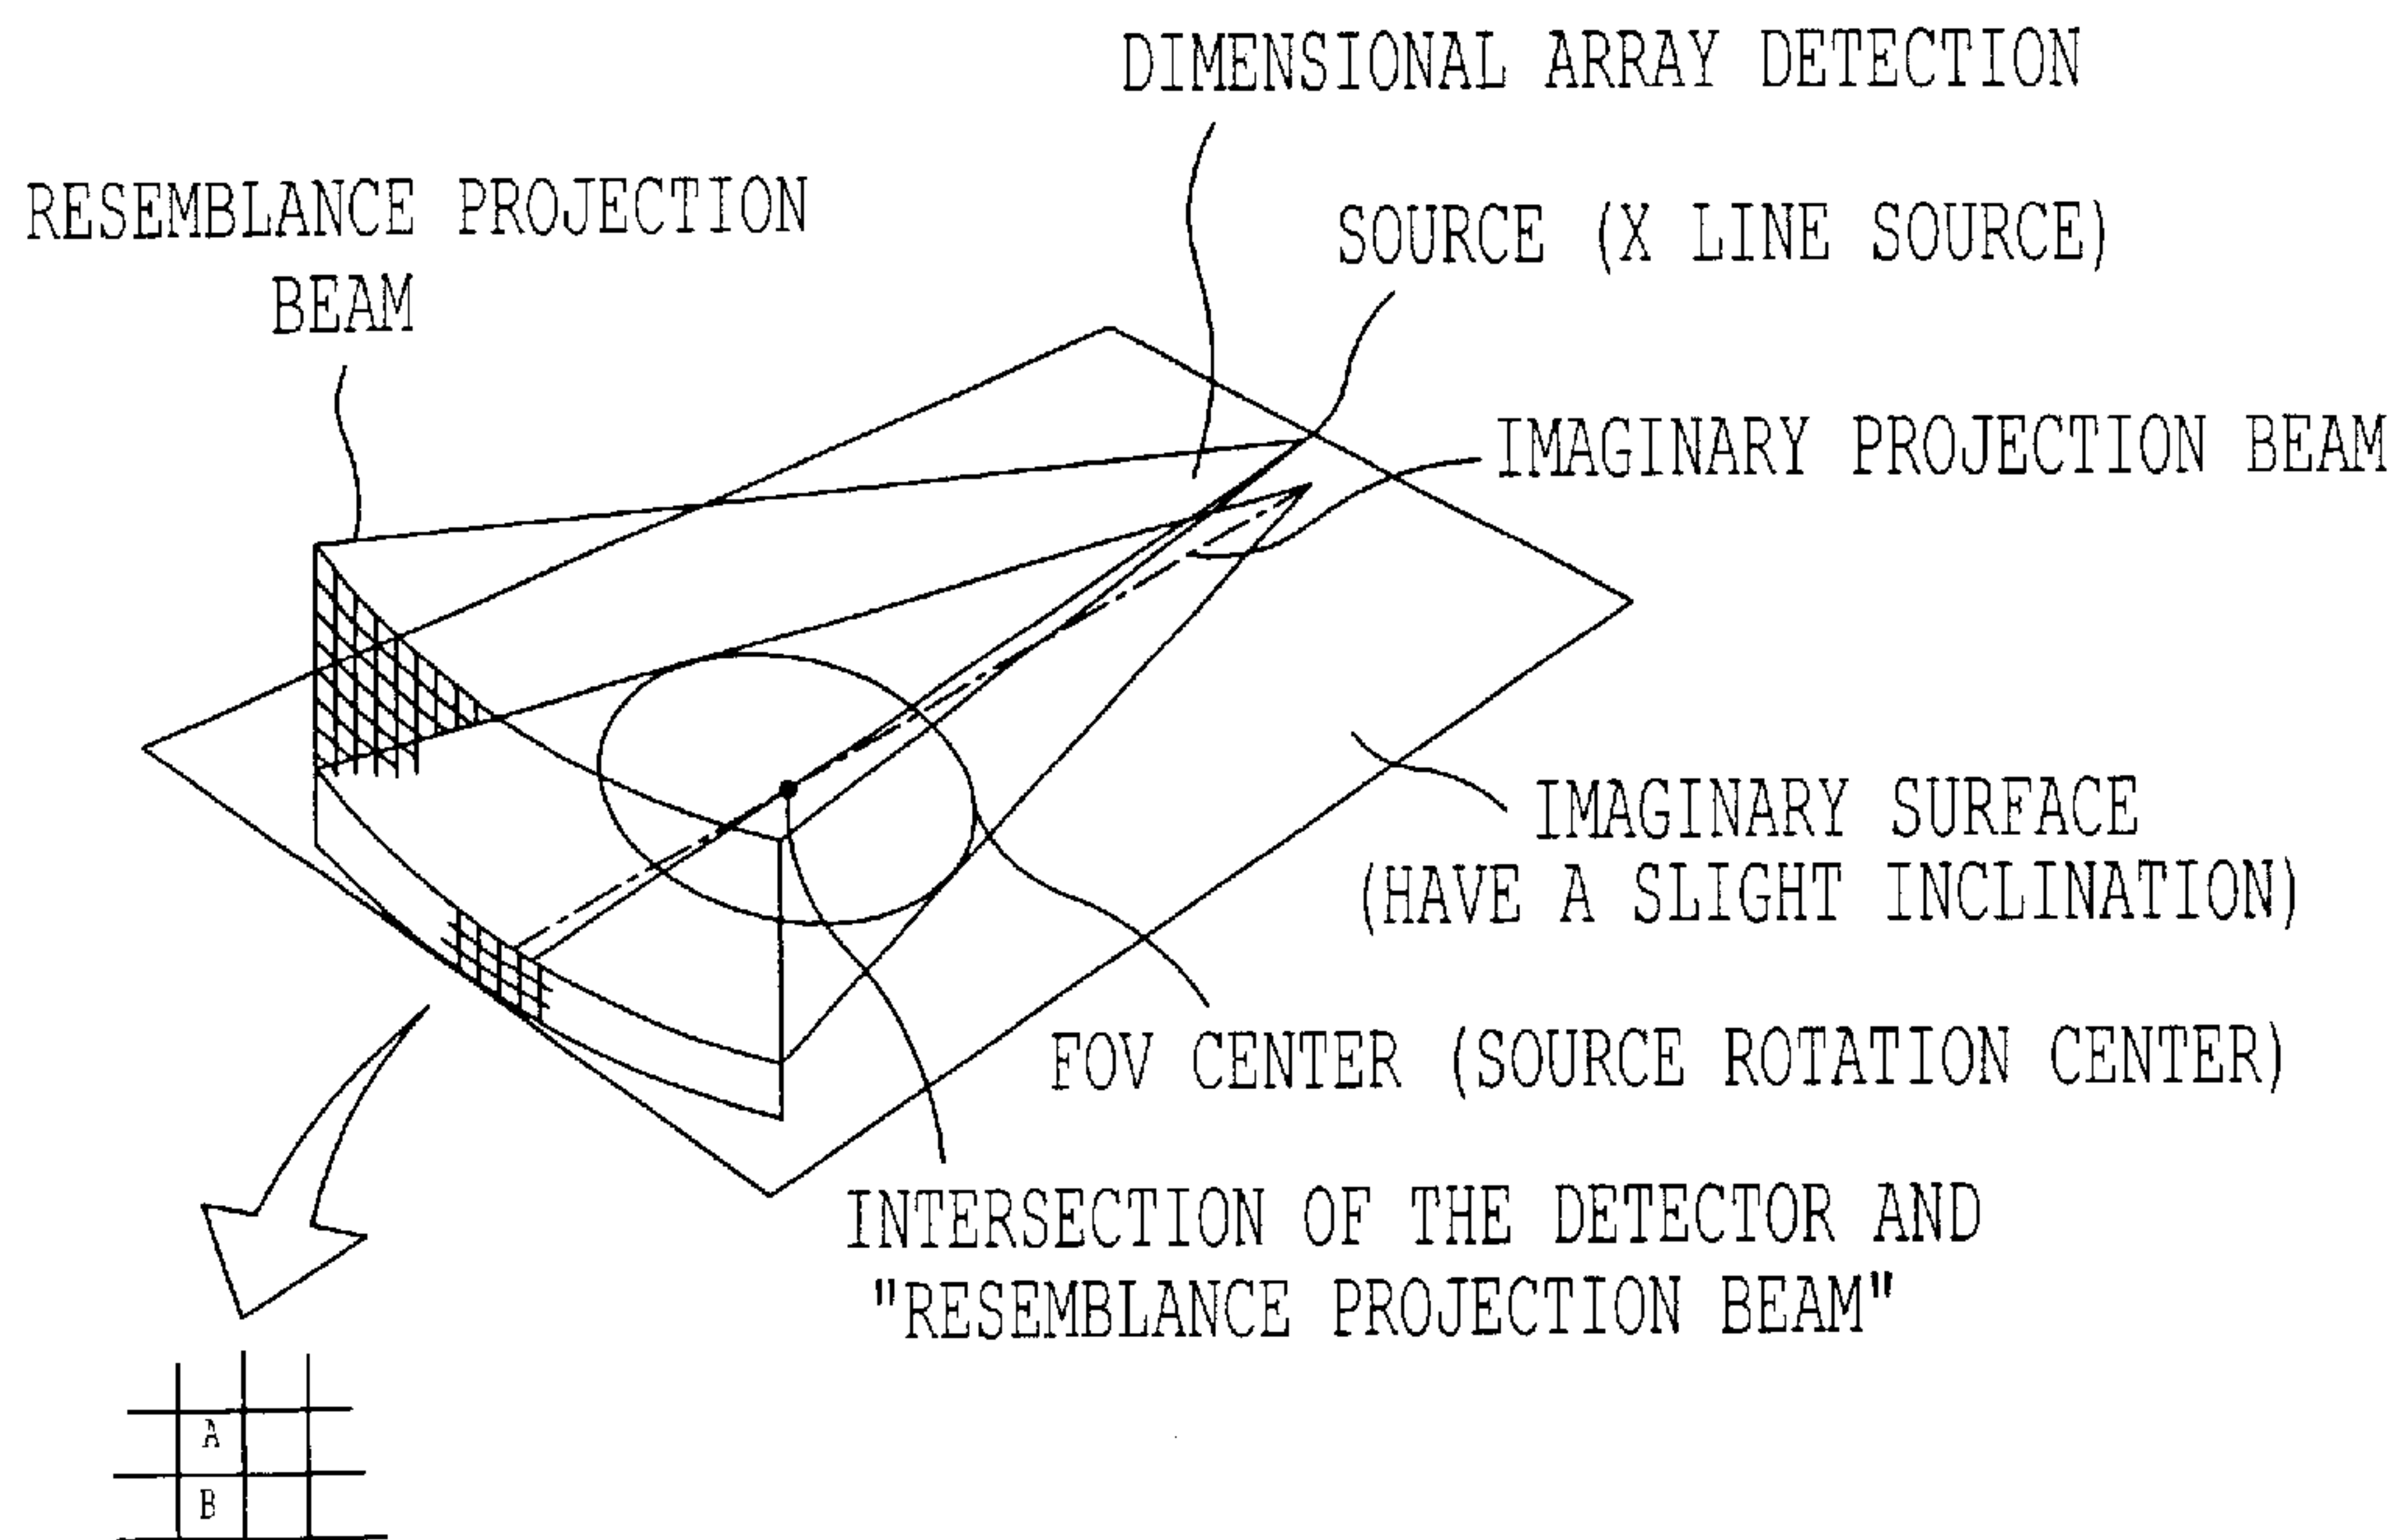 DIMENSIONAL ARRAY DETECTION
RESEMBLANCE PROJECTION
BEAM
SOURCE (X LINE SOURCE)
IMAGINARY PROJECTION BEAM
IMAGINARY SURFACE
(HAVE A SLIGHT INCLINATION)
FOV CENTER (SOURCE ROTATION CENTER)
INTERSECTION OF THE DETECTOR AND
"RESEMBLANCE PROJECTION BEAM"
A
B